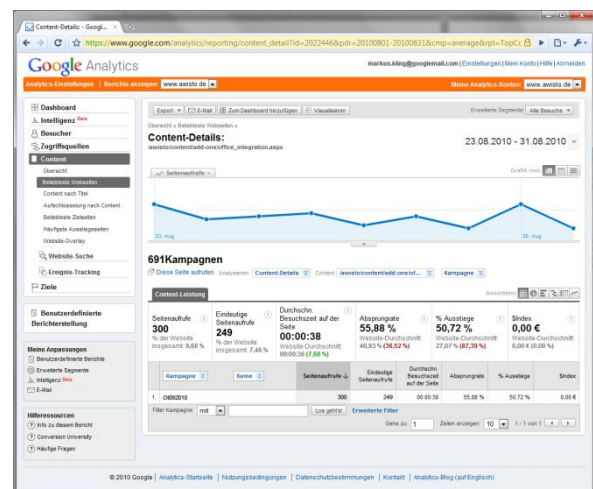 Content-Details: - Googl...
https://www.google.com/analytics/reporting/content_detail?id=2022446&pdr=20100801-20100831&cmp=average&rpt=TopCo
Google Analytics
markus.kling@googlemail.com | Einstellungen | Mein Konto | Hilfe | Abmelden
Analytics-Einstellungen | Berichte anzeigen: www.awisto.de
Meine Analytics-Konten: www.awisto.de
Dashboard
Intelligenz Beta
Besucher
Zugriffsquellen
Content
Übersicht
Beliebteste Webseiten
Content nach Titel
Aufschlüsselung nach Content
Beliebteste Zielseiten
Häufigste Ausstiegsseiten
Website-Overlay
Website-Suche
Ereignis-Tracking
Ziele
Benutzerdefinierte
Berichterstellung
Meine Anpassungen
Benutzerdefinierte Berichte
Erweiterte Segmente
Intelligenz Beta
E-Mail
Hilferessourcen
Info zu diesem Bericht
Conversion University
Häufige Fragen
Export
E-Mail
Zum Dashboard hinzufügen
Visualisieren
Erweiterte Segmente: Alle Besuche
Übersicht » Beliebteste Webseiten »
Content-Details:
/awisto/content/add-ons/office_integration.aspx
23.08.2010 - 31.08.2010
Seitenaufrufe
Grafik von:
23. Aug
30. Aug
691Kampagnen
Diese Seite aufrufen Analysieren: Content-Details Content: /awisto/content/add-ons/of... Kampagne
Content-Leistung
Ansichten:
Seitenaufrufe
300
% der Website
insgesamt: 9,68 %
Eindeutige
Seitenaufrufe
249
% der Website
insgesamt: 7,46 %
Durchschn.
Besuchszeit auf der
Seite
00:00:38
Website-Durchschnitt:
00:00:36 (7,68 %)
Absprungrate
55,88 %
Website-Durchschnitt:
40,93 % (36,52 %)
% Ausstiege
50,72 %
Website-Durchschnitt:
27,07 % (87,39 %)
$Index
0,00 €
Website-Durchschnitt:
0,00 € (0,00 %)
Kampagne Keine Seitenaufrufe Eindeutige Seitenaufrufe Durchschn. Besuchszeit auf der Seite Absprungrate % Ausstiege $Index
1. OI092010 300 249 00:00:38 55,88 % 50,72 % 0,00 €
Filter Kampagne: mit Los geht's! Erweiterte Filter
Gehe zu: 1 Zeilen anzeigen: 10 1 - 1 von 1
© 2010 Google | Analytics-Startseite | Nutzungsbedingungen | Datenschutzbestimmungen | Kontakt | Analytics-Blog (auf Englisch)